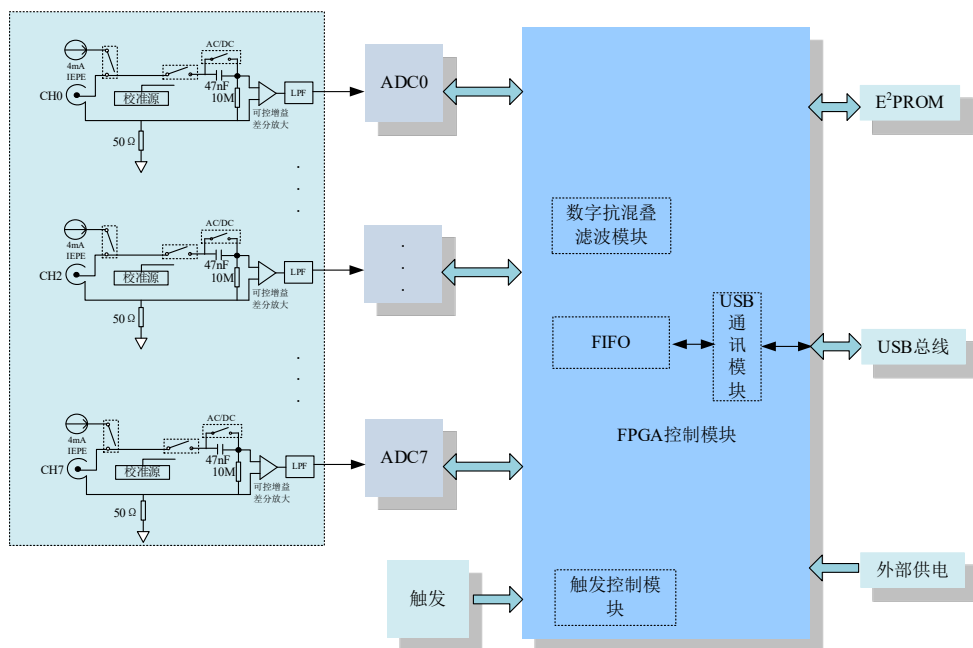 AC/DC
4mA
IEPE
47nF
10M
CH0
校准源
LPF
可控增益
差分放大
50 Ω
AC/DC
4mA
IEPE
47nF
10M
CH2
校准源
LPF
可控增益
差分放大
50 Ω
AC/DC
4mA
IEPE
47nF
10M
CH7
校准源
LPF
可控增益
差分放大
50 Ω
ADC0
ADC7
触发
数字抗混叠
滤波模块
FIFO
USB
通
讯
模
块
FPGA控制模块
触发控制模
块
E²PROM
USB总线
外部供电